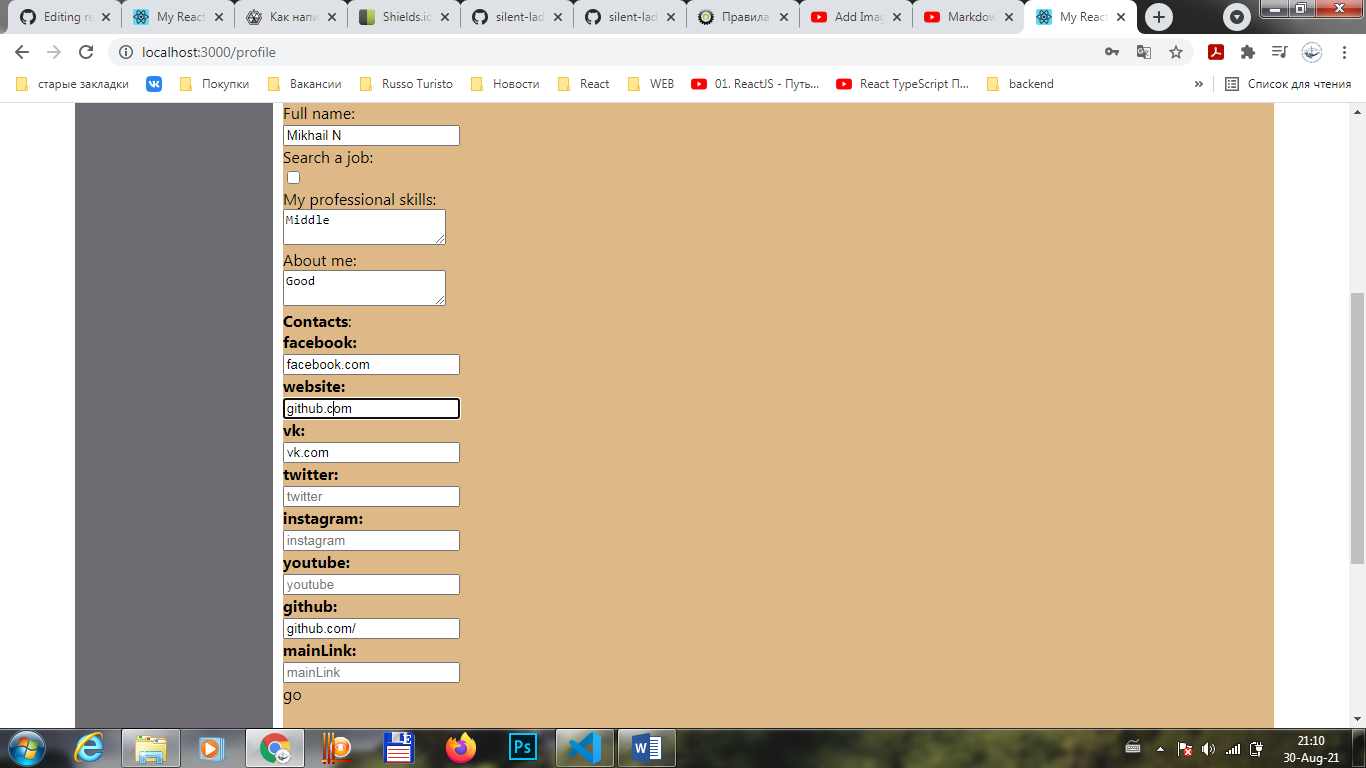 Editing re
My React
Как напи
Shields.io
silent-lad
silent-lad
Правила
Add Imag
Markdow
My React
localhost:3000/profile
старые закладки
Покупки
Вакансии
Russo Turisto
Новости
React
WEB
01. ReactJS - Путь...
React TypeScript П...
backend
»
Список для чтения
Full name:
Mikhail N
Search a job:
My professional skills:
Middle
About me:
Good
Contacts:
facebook:
facebook.com
website:
github.com
vk:
vk.com
twitter:
twitter
instagram:
instagram
youtube:
youtube
github:
github.com/
mainLink:
mainLink
go
Ps
W
21:10
30-Aug-21